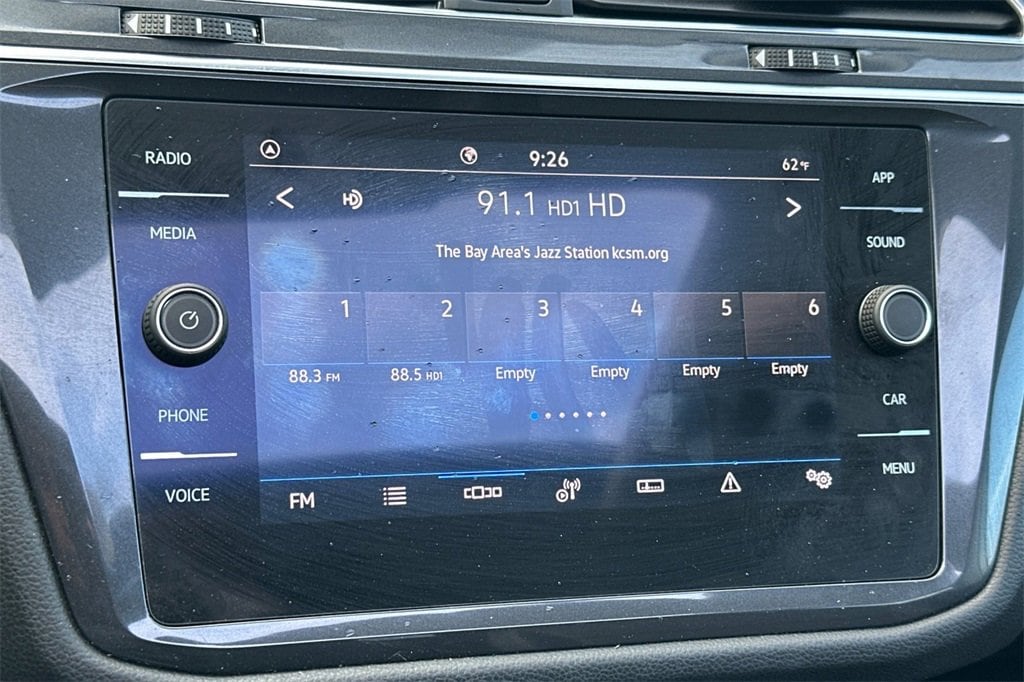 RADIO
MEDIA
PHONE
VOICE
9:26
62°F
HD
91.1 HD1 HD
The Bay Area's Jazz Station kcsm.org
1 2 3 4 5 6
88.3 FM 88.5 HD1 Empty Empty Empty Empty
FM
APP
SOUND
CAR
MENU